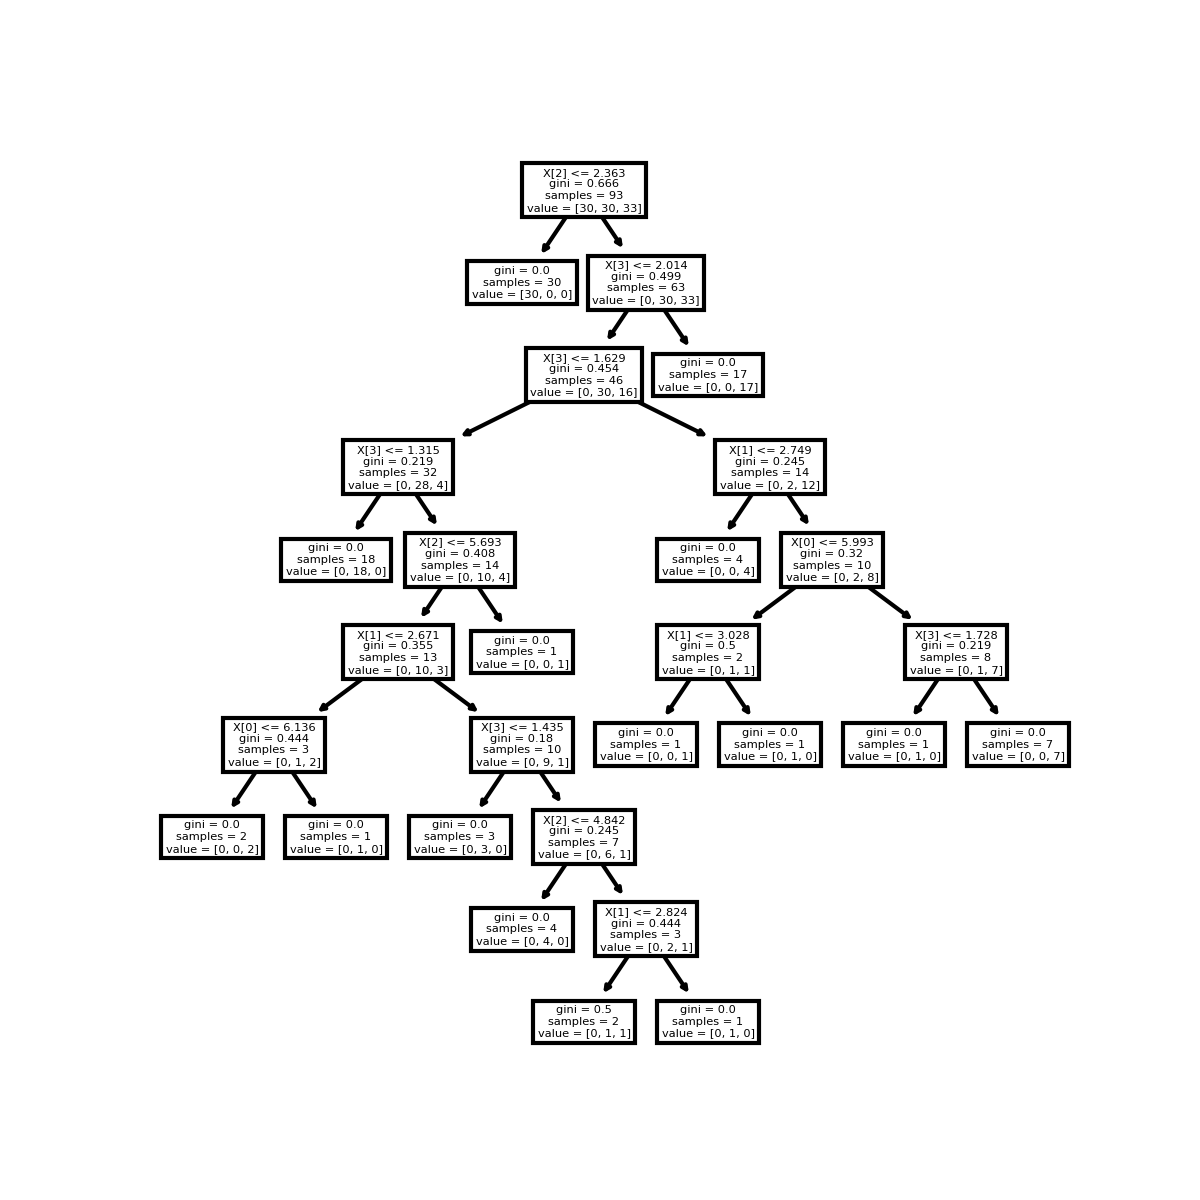 X[2] <= 2.363
gini = 0.666
samples = 93
value = [30, 30, 33]
gini = 0.0
samples = 30
value = [30, 0, 0]
X[3] <= 2.014
gini = 0.499
samples = 63
value = [0, 30, 33]
X[3] <= 1.629
gini = 0.454
samples = 46
value = [0, 30, 16]
gini = 0.0
samples = 17
value = [0, 0, 17]
X[3] <= 1.315
gini = 0.219
samples = 32
value = [0, 28, 4]
X[1] <= 2.749
gini = 0.245
samples = 14
value = [0, 2, 12]
gini = 0.0
samples = 18
value = [0, 18, 0]
X[2] <= 5.693
gini = 0.408
samples = 14
value = [0, 10, 4]
gini = 0.0
samples = 4
value = [0, 0, 4]
X[0] <= 5.993
gini = 0.32
samples = 10
value = [0, 2, 8]
X[1] <= 2.671
gini = 0.355
samples = 13
value = [0, 10, 3]
gini = 0.0
samples = 1
value = [0, 0, 1]
X[1] <= 3.028
gini = 0.5
samples = 2
value = [0, 1, 1]
X[3] <= 1.728
gini = 0.219
samples = 8
value = [0, 1, 7]
X[0] <= 6.136
gini = 0.444
samples = 3
value = [0, 1, 2]
X[3] <= 1.435
gini = 0.18
samples = 10
value = [0, 9, 1]
gini = 0.0
samples = 1
value = [0, 0, 1]
gini = 0.0
samples = 1
value = [0, 1, 0]
gini = 0.0
samples = 1
value = [0, 1, 0]
gini = 0.0
samples = 7
value = [0, 0, 7]
gini = 0.0
samples = 2
value = [0, 0, 2]
gini = 0.0
samples = 1
value = [0, 1, 0]
gini = 0.0
samples = 3
value = [0, 3, 0]
X[2] <= 4.842
gini = 0.245
samples = 7
value = [0, 6, 1]
gini = 0.0
samples = 4
value = [0, 4, 0]
X[1] <= 2.824
gini = 0.444
samples = 3
value = [0, 2, 1]
gini = 0.5
samples = 2
value = [0, 1, 1]
gini = 0.0
samples = 1
value = [0, 1, 0]